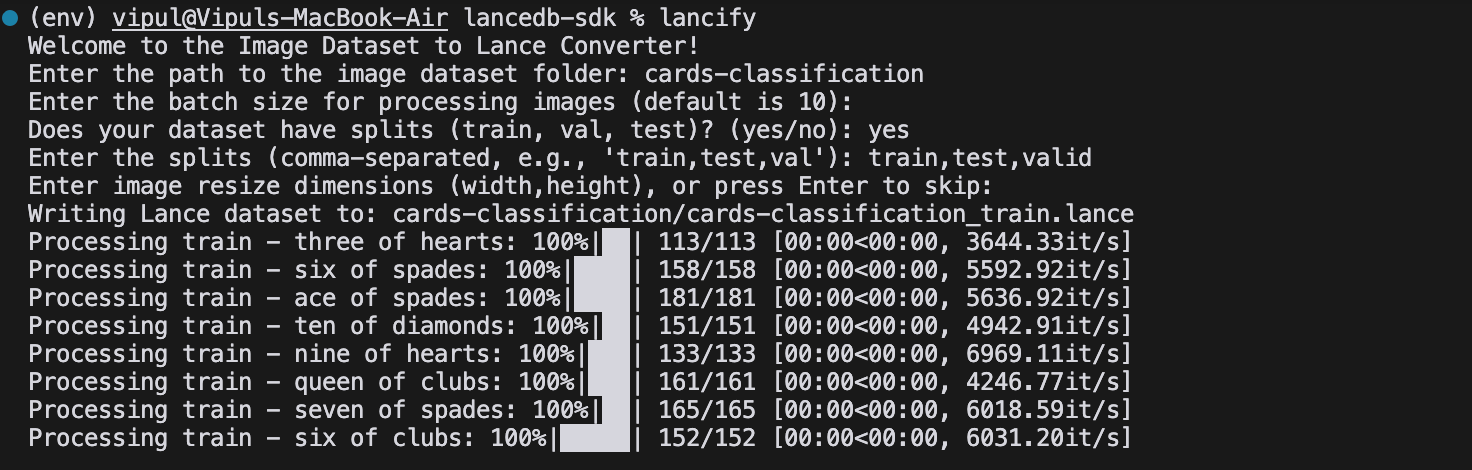 (env) vipul@Vipuls-MacBook-Air lancedb-sdk % lancify
Welcome to the Image Dataset to Lance Converter!
Enter the path to the image dataset folder: cards-classification
Enter the batch size for processing images (default is 10):
Does your dataset have splits (train, val, test)? (yes/no): yes
Enter the splits (comma-separated, e.g., 'train,test,val'): train,test,valid
Enter image resize dimensions (width,height), or press Enter to skip:
Writing Lance dataset to: cards-classification/cards-classification_train.lance
Processing train - three of hearts: 100%|██| 113/113 [00:00<00:00, 3644.33it/s]
Processing train - six of spades: 100%|████| 158/158 [00:00<00:00, 5592.92it/s]
Processing train - ace of spades: 100%|████| 181/181 [00:00<00:00, 5636.92it/s]
Processing train - ten of diamonds: 100%|██| 151/151 [00:00<00:00, 4942.91it/s]
Processing train - nine of hearts: 100%|███| 133/133 [00:00<00:00, 6969.11it/s]
Processing train - queen of clubs: 100%|███| 161/161 [00:00<00:00, 4246.77it/s]
Processing train - seven of spades: 100%|██| 165/165 [00:00<00:00, 6018.59it/s]
Processing train - six of clubs: 100%|█████| 152/152 [00:00<00:00, 6031.20it/s]